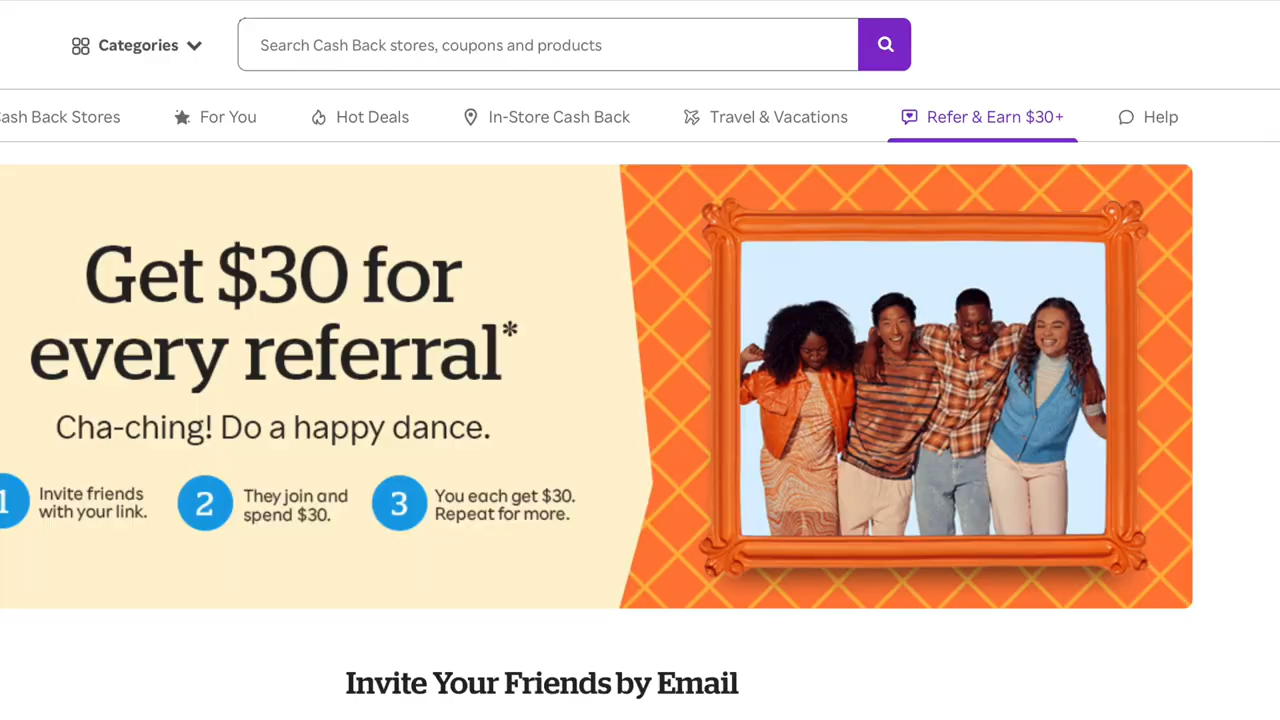 Categories
Search Cash Back stores, coupons and products
Cash Back Stores
For You
Hot Deals
In-Store Cash Back
Travel & Vacations
Refer & Earn $30+
Help
Get $30 for
every referral*
Cha-ching! Do a happy dance.
1
Invite friends
with your link.
2
They join and
spend $30.
3
You each get $30.
Repeat for more.
Invite Your Friends by Email